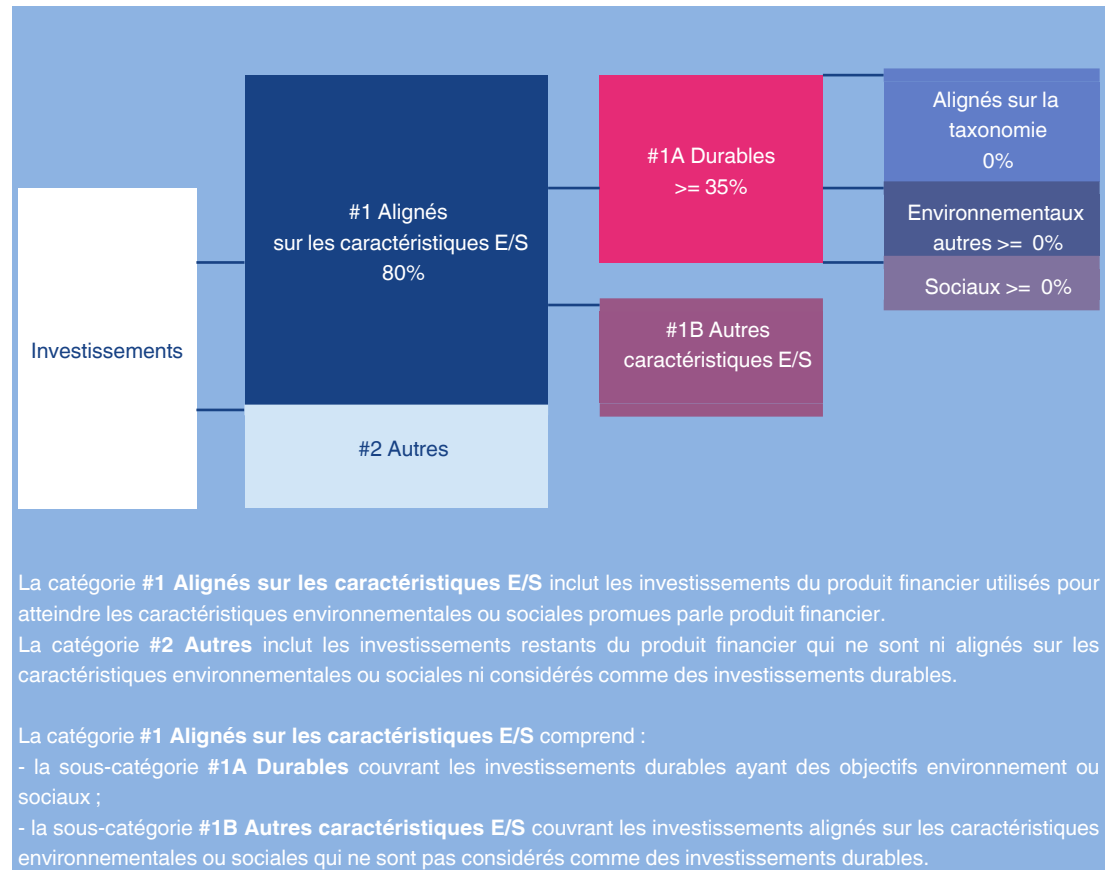 Investissements
#1 Alignés
sur les caractéristiques E/S
80%
#2 Autres
#1A Durables
>= 35%
#1B Autres
caractéristiques E/S
Alignés sur la
taxonomie
0%
Environnementaux
autres >= 0%
Sociaux >= 0%
La catégorie #1 Alignés sur les caractéristiques E/S inclut les investissements du produit financier utilisés pour
atteindre les caractéristiques environnementales ou sociales promues parle produit financier.
La catégorie #2 Autres inclut les investissements restants du produit financier qui ne sont ni alignés sur les
caractéristiques environnementales ou sociales ni considérés comme des investissements durables.
La catégorie #1 Alignés sur les caractéristiques E/S comprend :
- la sous-catégorie #1A Durables couvrant les investissements durables ayant des objectifs environnement ou
sociaux ;
- la sous-catégorie #1B Autres caractéristiques E/S couvrant les investissements alignés sur les caractéristiques
environnementales ou sociales qui ne sont pas considérés comme des investissements durables.